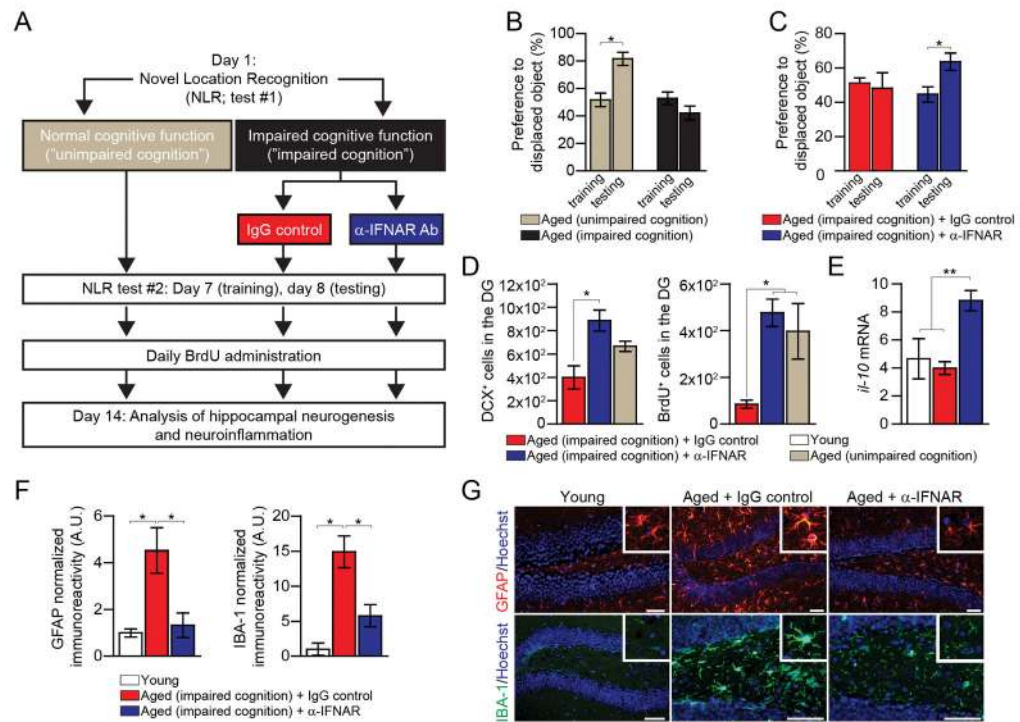 A
Day 1:
Novel Location Recognition
(NLR; test #1)
Normal cognitive function
("unimpaired cognition")
Impaired cognitive function
("impaired cognition")
IgG control
α-IFNAR Ab
NLR test #2: Day 7 (training), day 8 (testing)
Daily BrdU administration
Day 14: Analysis of hippocampal neurogenesis
and neuroinflammation
B
Preference to
displaced object (%)
100
80
60
40
20
0
*
training
testing
training
testing
Aged (unimpaired cognition)
Aged (impaired cognition)
C
Preference to
displaced object (%)
80
60
40
20
0
*
training
testing
training
testing
Aged (impaired cognition) + IgG control
Aged (impaired cognition) + α-IFNAR
D
DCX⁺ cells in the DG
12x10²
10x10²
8x10²
6x10²
4x10²
2x10²
0
*
BrdU⁺ cells in the DG
6x10²
4x10²
2x10²
0
*
E
il-10 mRNA
10
8
6
4
2
0
**
Aged (impaired cognition) + IgG control
Aged (impaired cognition) + α-IFNAR
Young
Aged (unimpaired cognition)
F
GFAP normalized
immunoreactivity (A.U.)
6
4
2
0
* *
IBA-1 normalized
immunoreactivity (A.U.)
20
15
10
5
0
* *
Young
Aged (impaired cognition) + IgG control
Aged (impaired cognition) + α-IFNAR
G
Young
Aged + IgG control
Aged + α-IFNAR
GFAP/Hoechst
IBA-1/Hoechst